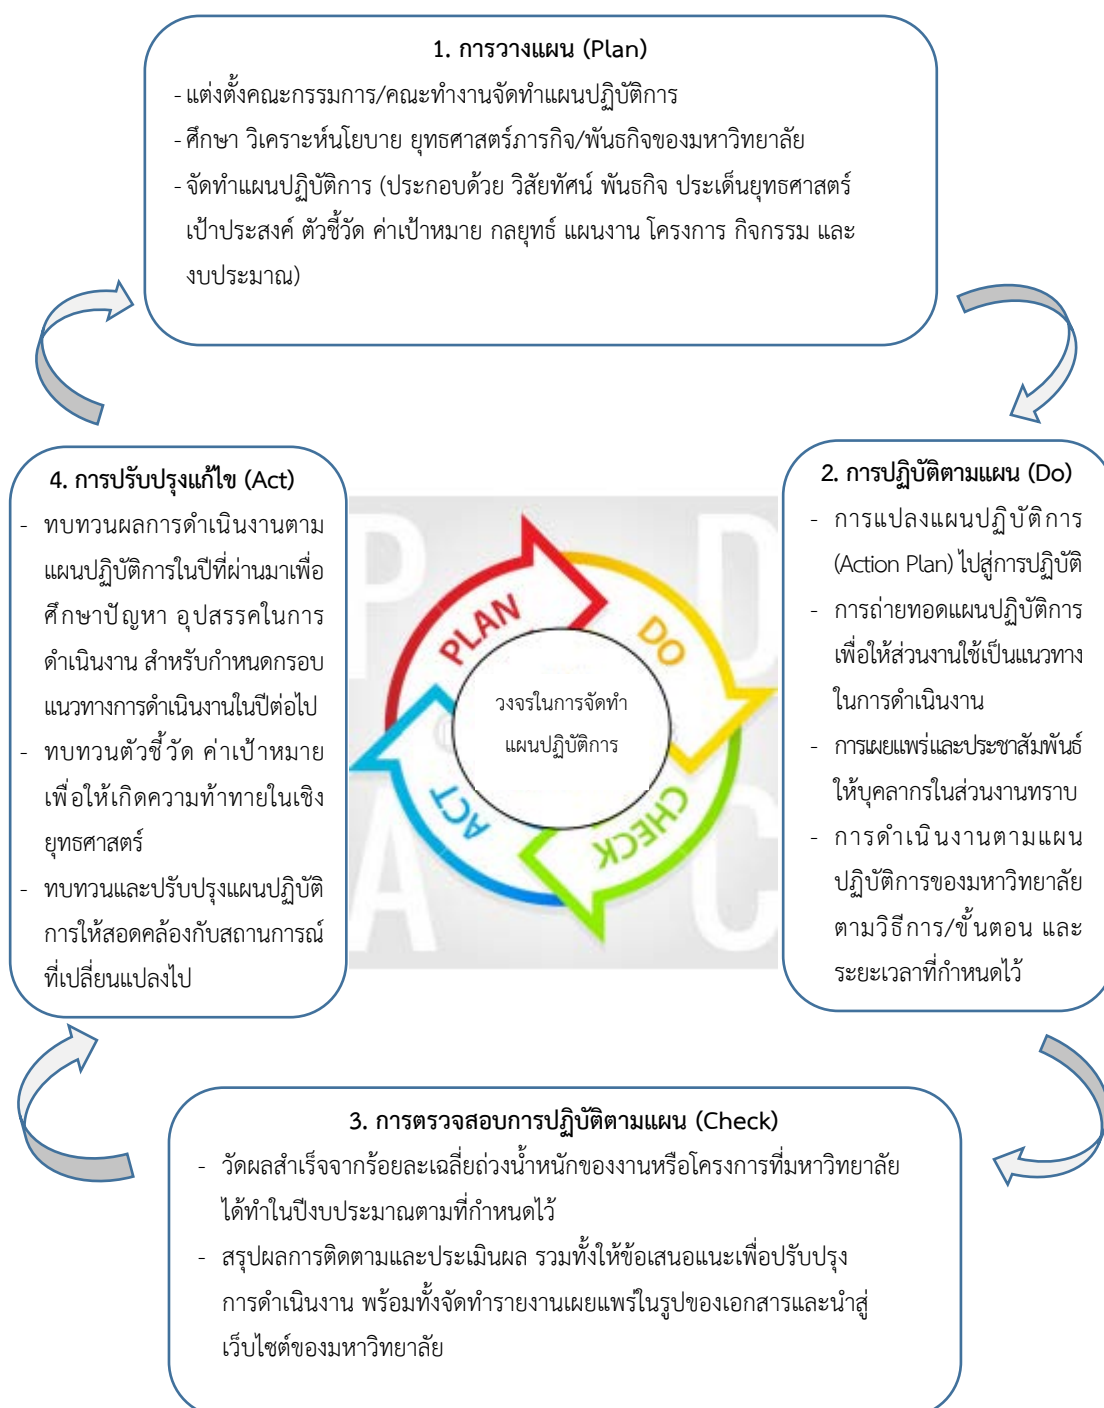 1. การวางแผน (Plan)
- แต่งตั้งคณะกรรมการ/คณะทำงานจัดทำแผนปฏิบัติการ
- ศึกษา วิเคราะห์นโยบาย ยุทธศาสตร์ภารกิจ/พันธกิจของมหาวิทยาลัย
- จัดทำแผนปฏิบัติการ (ประกอบด้วย วิสัยทัศน์ พันธกิจ ประเด็นยุทธศาสตร์
เป้าประสงค์ ตัวชี้วัด ค่าเป้าหมาย กลยุทธ์ แผนงาน โครงการ กิจกรรม และ
งบประมาณ)
2. การปฏิบัติตามแผน (Do)
- การแปลงแผนปฏิบัติการ
(Action Plan) ไปสู่การปฏิบัติ
- การถ่ายทอดแผนปฏิบัติการ
เพื่อให้ส่วนงานใช้เป็นแนวทาง
ในการดำเนินงาน
- การเผยแพร่และประชาสัมพันธ์
ให้บุคลากรในส่วนงานทราบ
- การดำเนินงานตามแผน
ปฏิบัติการของมหาวิทยาลัย
ตามวิธีการ/ขั้นตอน และ
ระยะเวลาที่กำหนดไว้
3. การตรวจสอบการปฏิบัติตามแผน (Check)
- วัดผลสำเร็จจากร้อยละเฉลี่ยถ่วงน้ำหนักของงานหรือโครงการที่มหาวิทยาลัย
ได้ทำในปีงบประมาณตามที่กำหนดไว้
- สรุปผลการติดตามและประเมินผล รวมทั้งให้ข้อเสนอแนะเพื่อปรับปรุง
การดำเนินงาน พร้อมทั้งจัดทำรายงานเผยแพร่ในรูปของเอกสารและนำสู่
เว็บไซต์ของมหาวิทยาลัย
4. การปรับปรุงแก้ไข (Act)
- ทบทวนผลการดำเนินงานตาม
แผนปฏิบัติการในปีที่ผ่านมาเพื่อ
ศึกษาปัญหา อุปสรรคในการ
ดำเนินงาน สำหรับกำหนดกรอบ
แนวทางการดำเนินงานในปีต่อไป
- ทบทวนตัวชี้วัด ค่าเป้าหมาย
เพื่อให้เกิดความท้าทายในเชิง
ยุทธศาสตร์
- ทบทวนและปรับปรุงแผนปฏิบัติ
การให้สอดคล้องกับสถานการณ์
ที่เปลี่ยนแปลงไป
P D
A C
PLAN
DO
CHECK
ACT
วงจรในการจัดทำ
แผนปฏิบัติการ